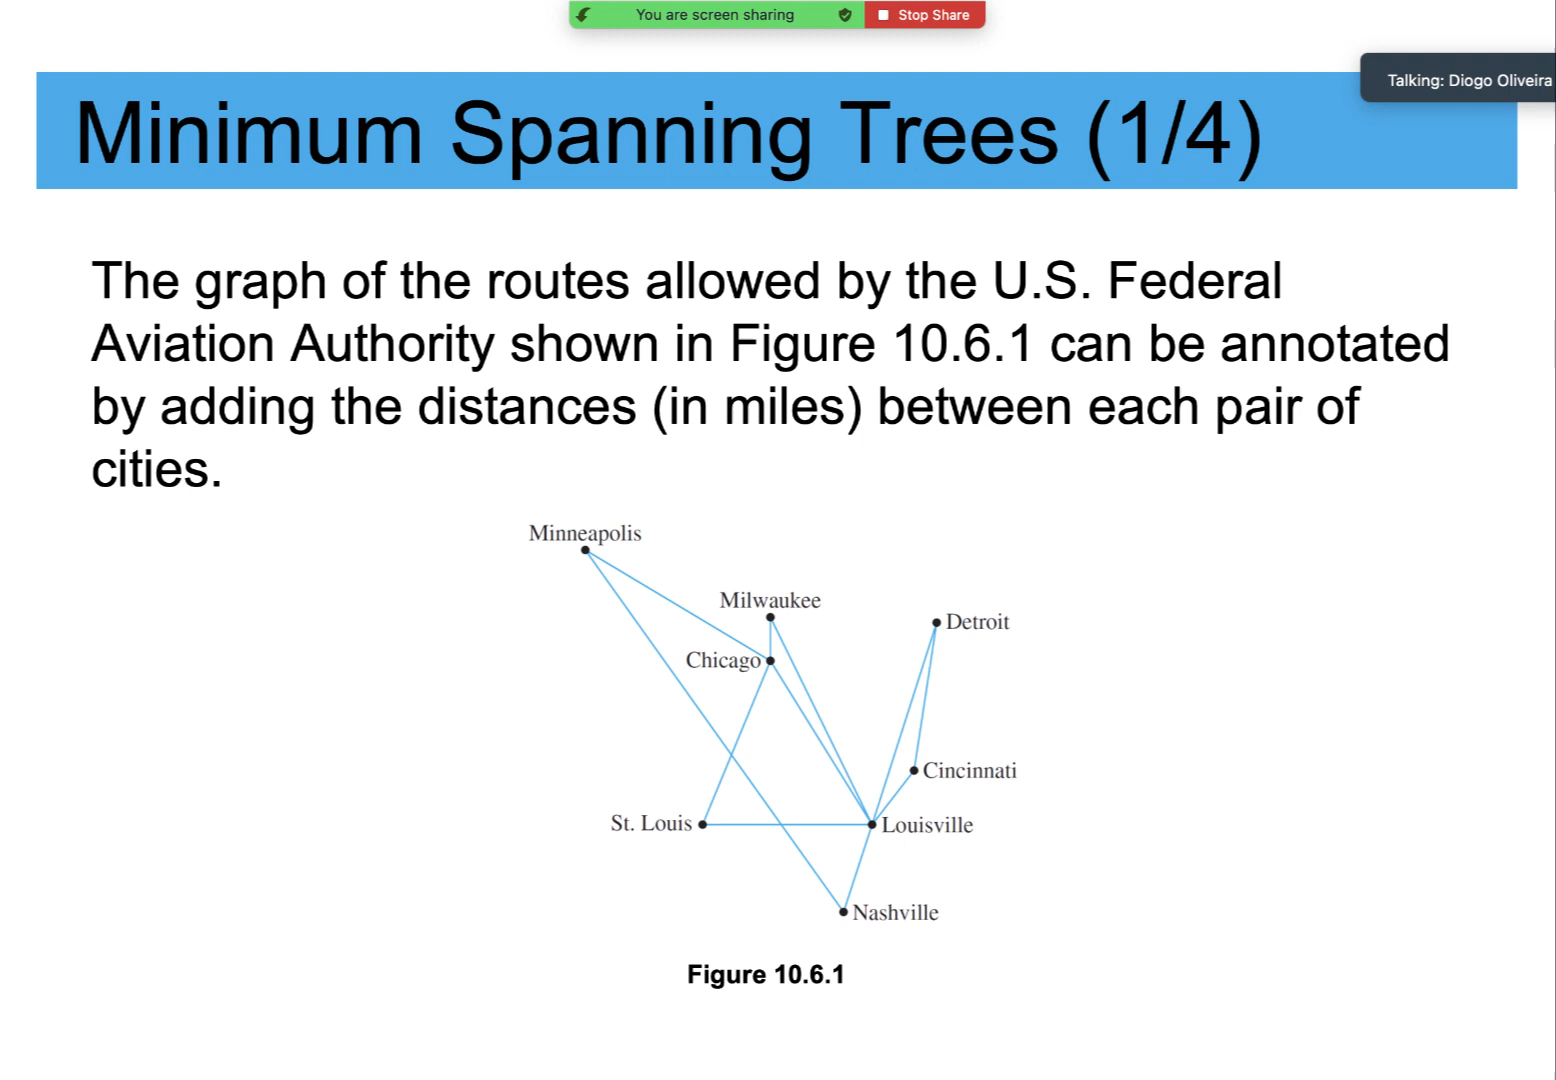 You are screen sharing
Stop Share
Talking: Diogo Oliveira
Minimum Spanning Trees (1/4)
The graph of the routes allowed by the U.S. Federal
Aviation Authority shown in Figure 10.6.1 can be annotated
by adding the distances (in miles) between each pair of
cities.
Minneapolis
Milwaukee
Detroit
Chicago
Cincinnati
St. Louis
Louisville
Nashville
Figure 10.6.1